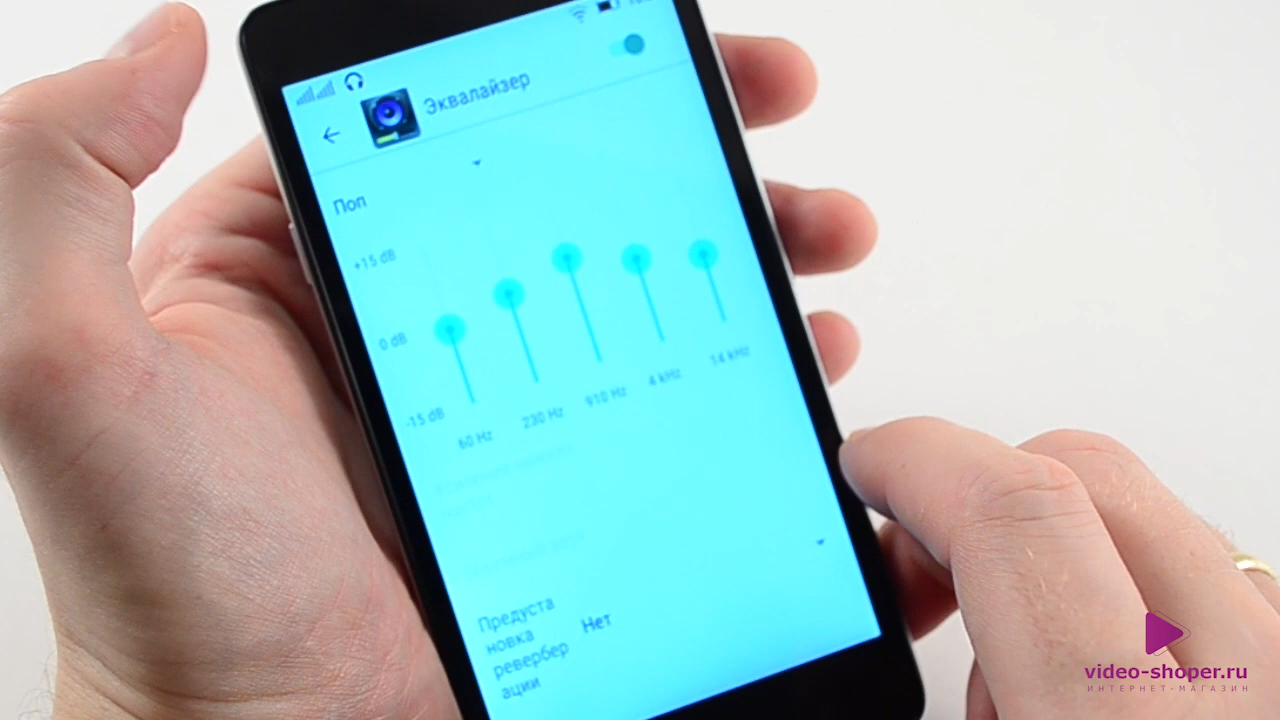 Эквалайзер
Поп
+15 dB
0 dB
-15 dB
60 Hz
230 Hz
910 Hz
4 kHz
14 kHz
Предуста
новка
ревербер
ации
Нет
video-shoper.ru
ИНТЕРНЕТ-МАГАЗИН